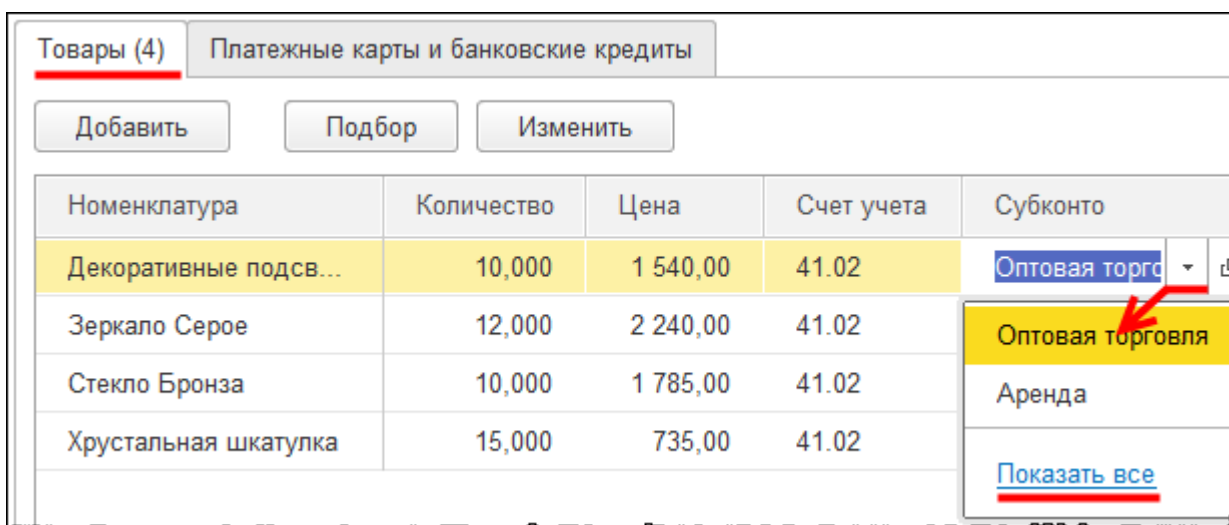 Товары (4) Платежные карты и банковские кредиты
Добавить Подбор Изменить
Номенклатура Количество Цена Счет учета Субконто
Декоративные подсв... 10,000 1 540,00 41.02 Оптовая торго
Зеркало Серое 12,000 2 240,00 41.02 Оптовая торговля
Стекло Бронза 10,000 1 785,00 41.02 Аренда
Хрустальная шкатулка 15,000 735,00 41.02
Показать все